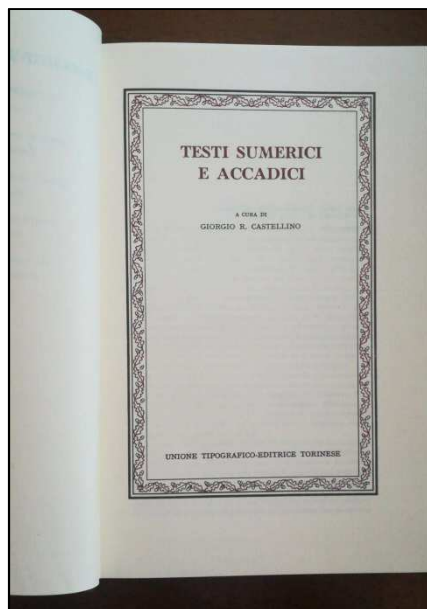 TESTI SUMERICI
E ACCADICI
A CURA DI
GIORGIO R. CASTELLINO
UNIONE TIPOGRAFICO-EDITRICE TORINESE